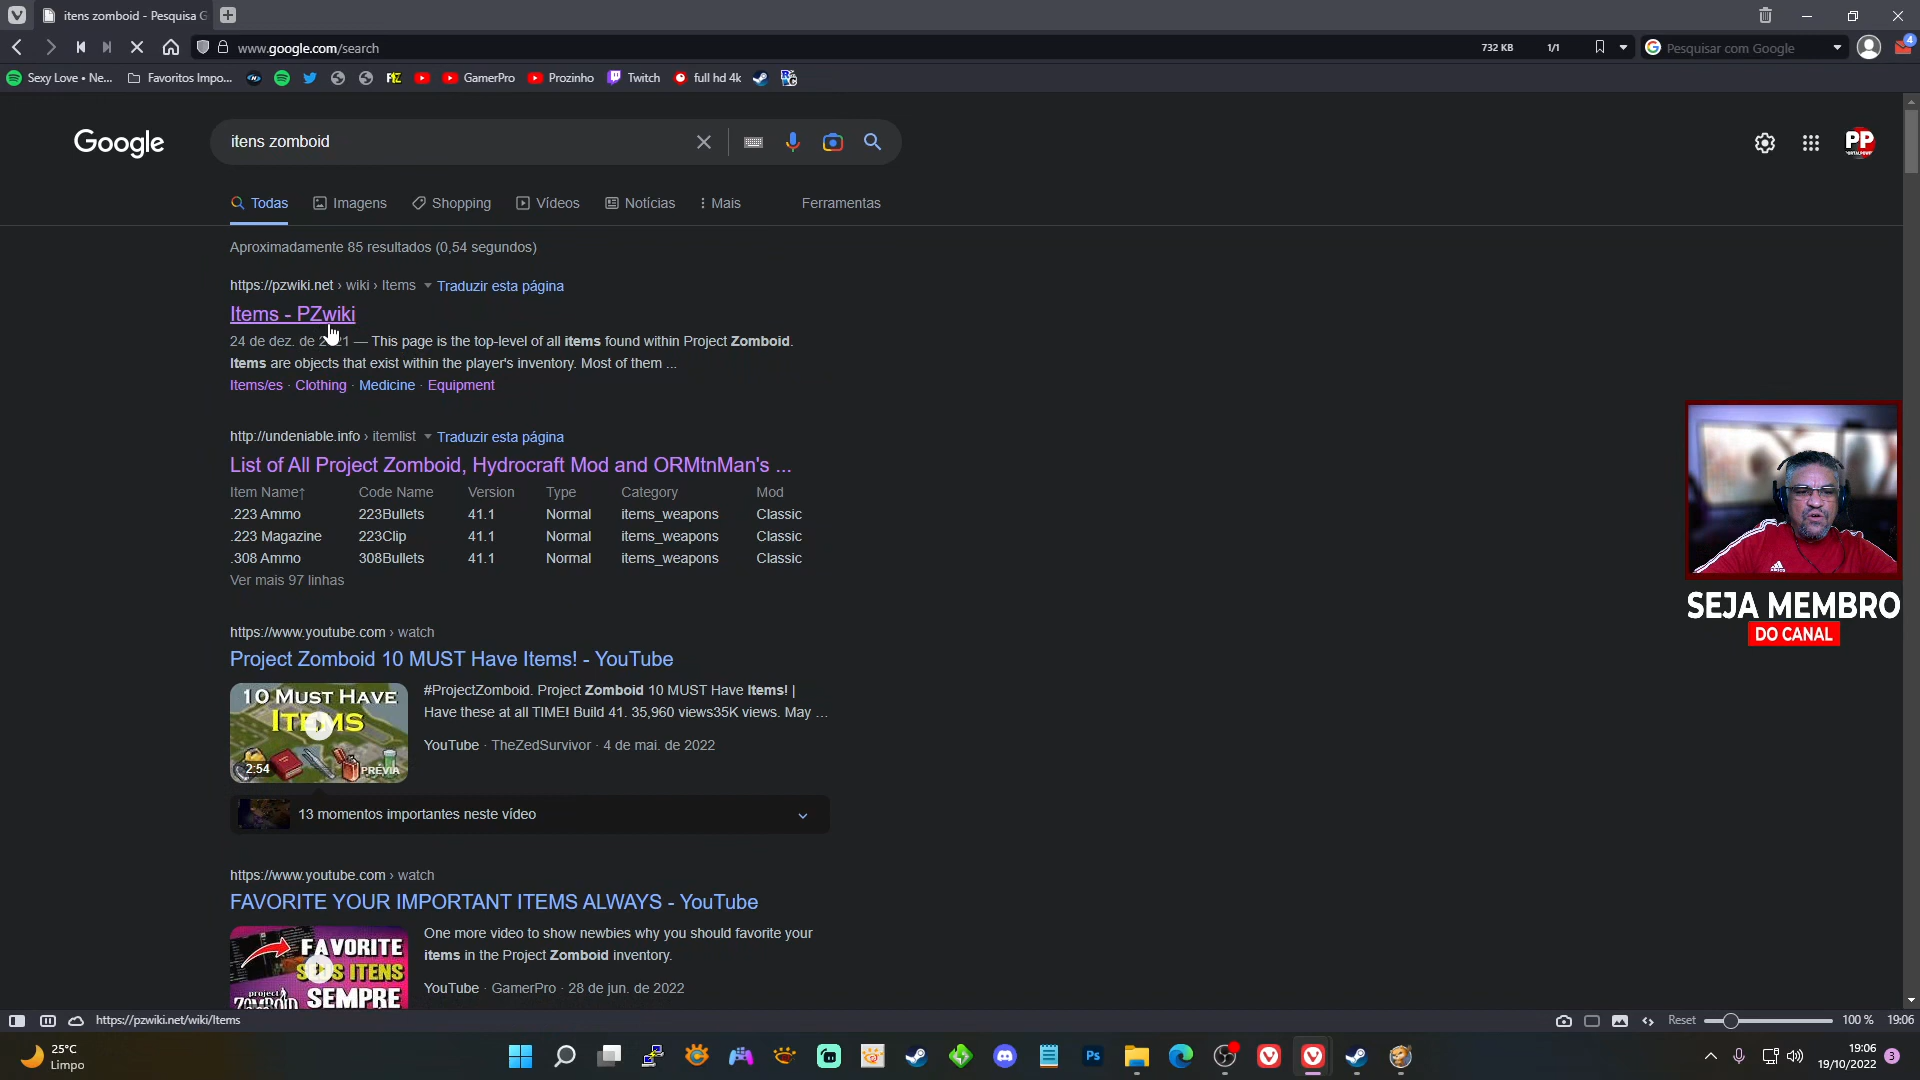 itens zomboid - Pesquisa G
www.google.com/search
732 KB
1/1
Pesquisar com Google
4
Sexy Love • Ne...
Favoritos Impo...
GamerPro
Prozinho
Twitch
full hd 4k
Google
itens zomboid
PP
Todas
Imagens
Shopping
Vídeos
Notícias
Mais
Ferramentas
Aproximadamente 85 resultados (0,54 segundos)
https://pzwiki.net › wiki › Items
Traduzir esta página
Items - PZwiki
24 de dez. de 2021 — This page is the top-level of all items found within Project Zomboid.
Items are objects that exist within the player's inventory. Most of them ...
Items/es · Clothing · Medicine · Equipment
http://undeniable.info › itemlist
Traduzir esta página
List of All Project Zomboid, Hydrocraft Mod and ORMtnMan's ...
Item Name↑ Code Name Version Type Category Mod
.223 Ammo 223Bullets 41.1 Normal items_weapons Classic
.223 Magazine 223Clip 41.1 Normal items_weapons Classic
.308 Ammo 308Bullets 41.1 Normal items_weapons Classic
Ver mais 97 linhas
SEJA MEMBRO
DO CANAL
https://www.youtube.com › watch
Project Zomboid 10 MUST Have Items! - YouTube
10 MUST HAVE
ITEMS
2:54
PRÉVIA
#ProjectZomboid. Project Zomboid 10 MUST Have Items! |
Have these at all TIME! Build 41. 35,960 views35K views. May ...
YouTube · TheZedSurvivor · 4 de mai. de 2022
13 momentos importantes neste vídeo
https://www.youtube.com › watch
FAVORITE YOUR IMPORTANT ITEMS ALWAYS - YouTube
FAVORITE
SEUS ITENS
SEMPRE
project
ZOMBOID
One more video to show newbies why you should favorite your
items in the Project Zomboid inventory.
YouTube · GamerPro · 28 de jun. de 2022
https://pzwiki.net/wiki/Items
Reset
100 %
19:06
25°C
Limpo
Ps
19:06
19/10/2022
3